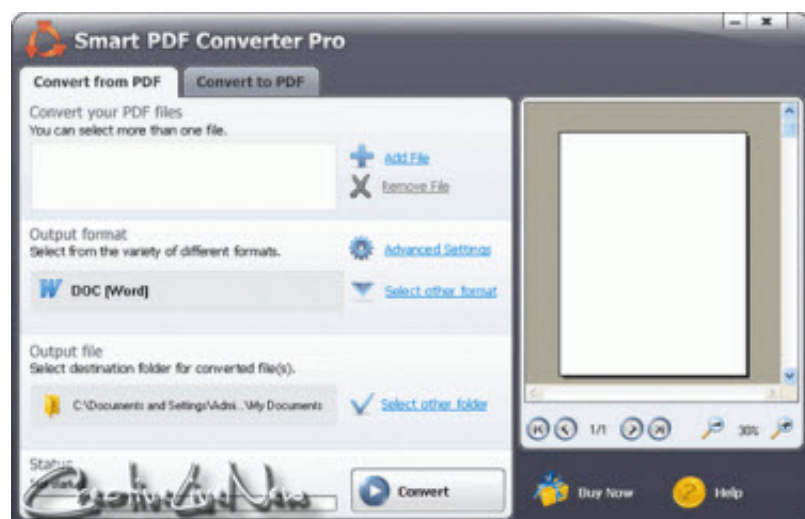 Smart PDF Converter Pro
Convert from PDF
Convert to PDF
Convert your PDF files
You can select more than one file.
Add File
Remove File
Output format
Select from the variety of different formats.
Advanced Settings
DOC [Word]
Select other format
Output file
Select destination folder for converted file(s).
C:\Documents and Settings\Admi...\My Documents
Select other folder
1/1
30%
Status
CreativeLiveNew
Convert
Buy Now
Help